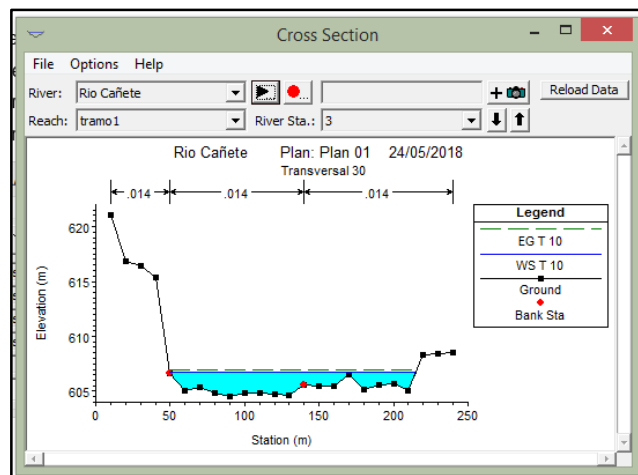 Cross Section
File Options Help
River: Rio Cañete Reload Data
Reach: tramo1 River Sta.: 3
Rio Cañete Plan: Plan 01 24/05/2018
Transversal 30
.014 .014 .014
Legend
EG T 10
WS T 10
Ground
Bank Sta
Elevation (m)
620
615
610
605
0 50 100 150 200 250
Station (m)